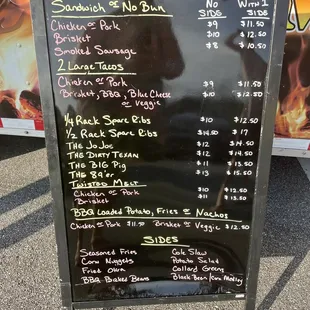 Sandwich or No Bun
No Side
With 1 Side
Chicken or Pork $9 $11.50
Brisket $10 $12.50
Smoked Sausage $8 $10.50
2 Large Tacos
Chicken or Pork $9 $11.50
Brisket, BBQ, Blue Cheese $10 $12.50
or Veggie
1/4 Rack Spare Ribs $10 $12.50
1/2 Rack Spare Ribs $14.50 $17
The JoJoe $12 $14.50
The Dirty Texan $12 $14.50
The Big Pig $11 $13.50
The 89'er $13 $15.50
Twisted Melt
Chicken or Pork $10 $12.50
Brisket $11 $13.50
BBQ Loaded Potato, Fries or Nachos
Chicken or Pork $11.50 Brisket or Veggie $12.50
Sides
Seasoned Fries Cole Slaw
Corn Nuggets Potato Salad
Fried Okra Collard Greens
BBQ Baked Beans Black Bean/Corn Medley